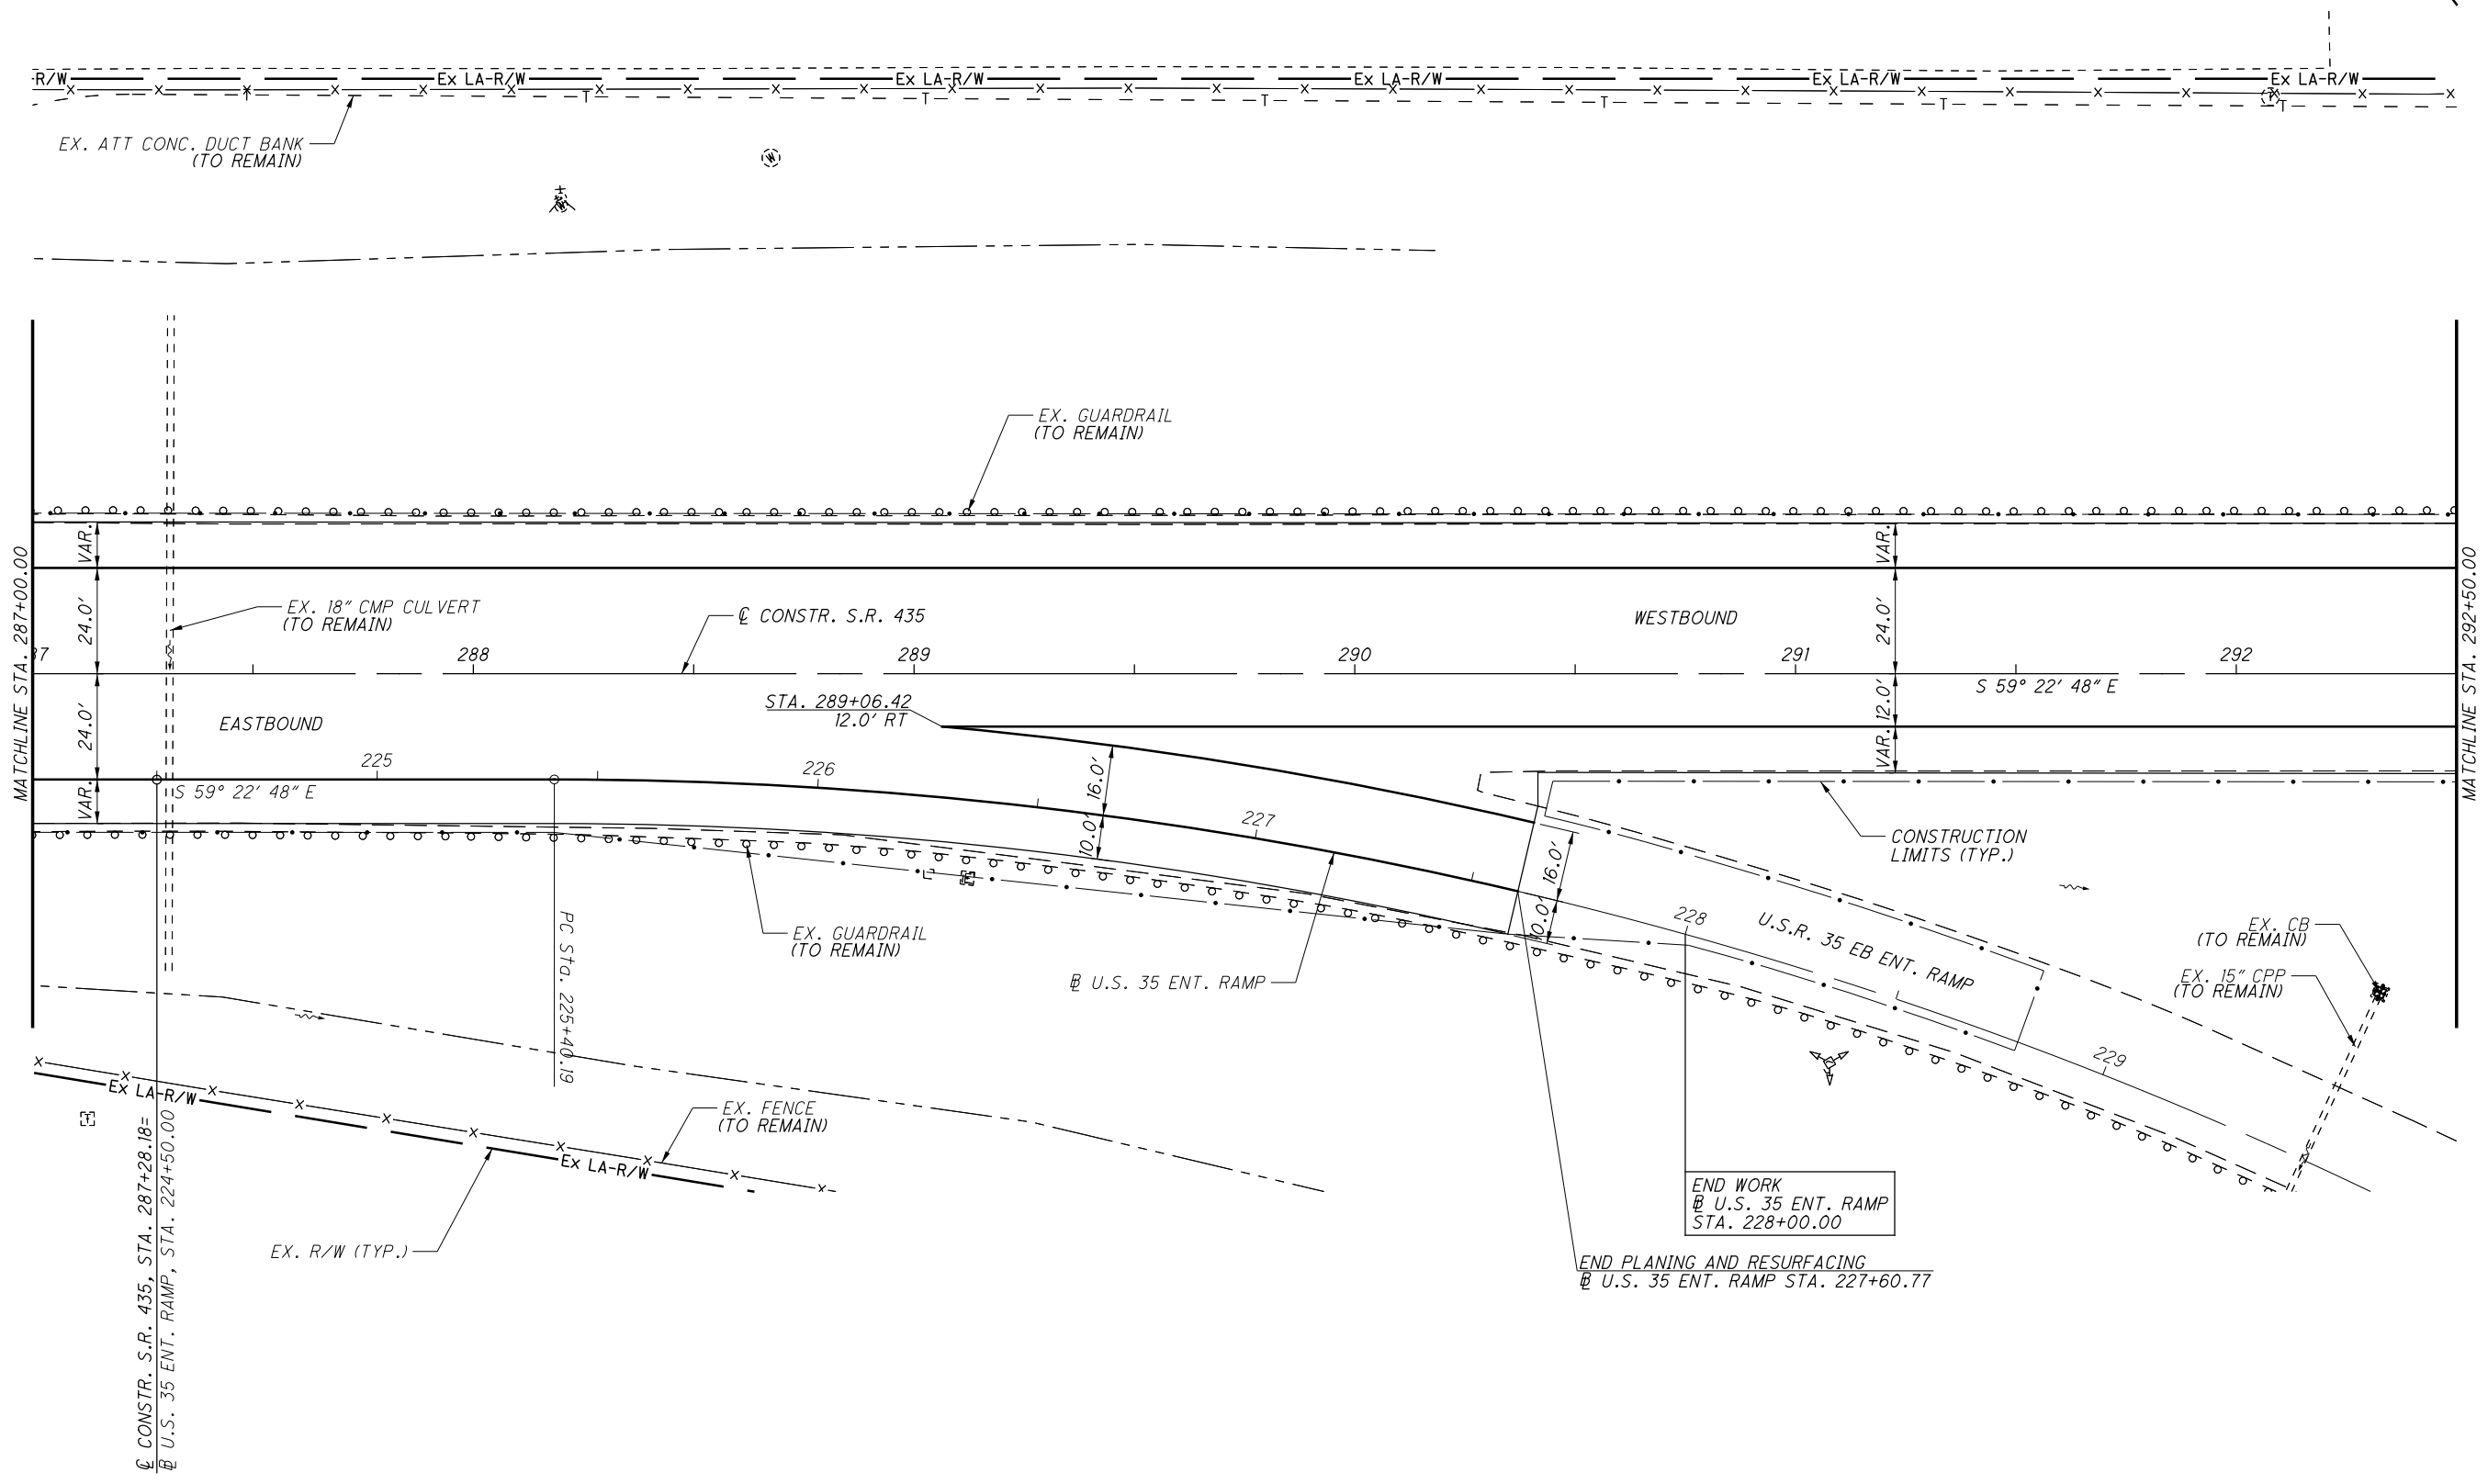 R/W
Ex LA-R/W
Ex LA-R/W
Ex LA-R/W
Ex LA-R/W
Ex LA-R/W
EX. ATT CONC. DUCT BANK
(TO REMAIN)
EX. GUARDRAIL
(TO REMAIN)
MATCHLINE STA. 287+00.00
MATCHLINE STA. 292+50.00
VAR.
VAR.
24.0'
24.0'
EX. 18" CMP CULVERT
(TO REMAIN)
℄ CONSTR. S.R. 435
WESTBOUND
37
288
289
290
291
292
S 59° 22' 48" E
STA. 289+06.42
12.0' RT
EASTBOUND
24.0'
12.0'
VAR.
VAR.
225
226
227
228
229
S 59° 22' 48" E
16.0'
10.0'
16.0'
10.0'
CONSTRUCTION
LIMITS (TYP.)
PC Sta. 225+40.19
EX. GUARDRAIL
(TO REMAIN)
U.S.R. 35 EB ENT. RAMP
EX. CB
(TO REMAIN)
EX. 15" CPP
(TO REMAIN)
BL U.S. 35 ENT. RAMP
Ex LA-R/W
T
EX. FENCE
(TO REMAIN)
Ex LA-R/W
EX. R/W (TYP.)
END WORK
BL U.S. 35 ENT. RAMP
STA. 228+00.00
END PLANING AND RESURFACING
BL U.S. 35 ENT. RAMP STA. 227+60.77
℄ CONSTR. S.R. 435, STA. 287+28.18=
BL U.S. 35 ENT. RAMP, STA. 224+50.00